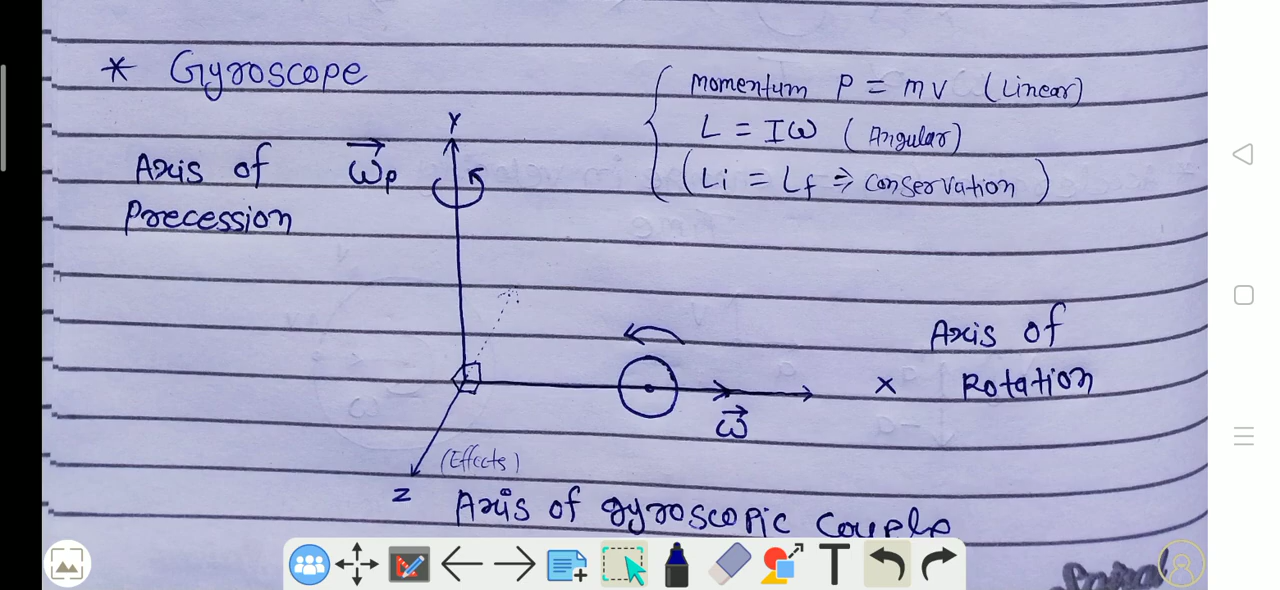 * Gyroscope
momentum P = mv (Linear)
L = Iω (Angular)
(Li = Lf ⇒ conservation)
Y
Axis of
Precession
ω⃗p
Axis of
Rotation
X
ω⃗
(Effects)
Z
Axis of gyroscopic couple
T